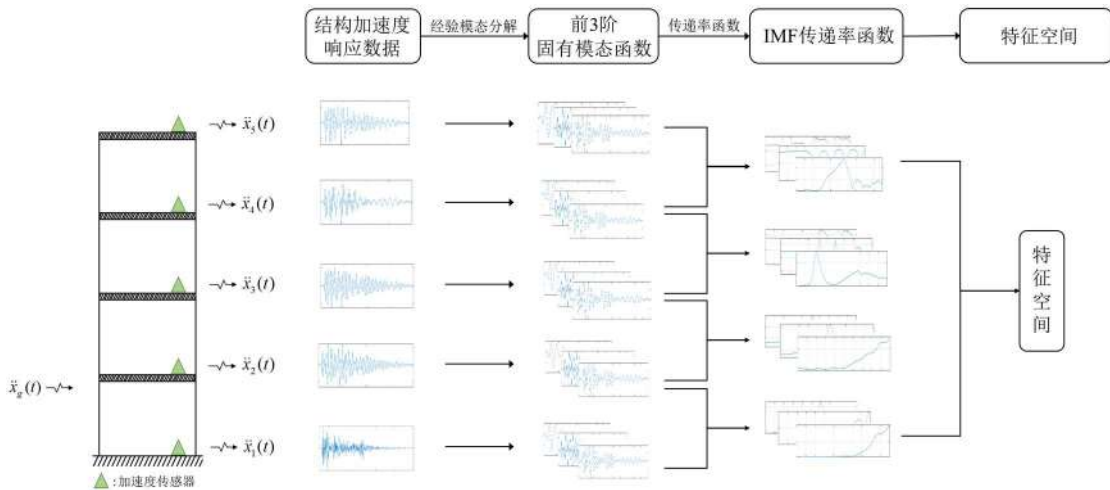 结构加速度
响应数据
经验模态分解
前3阶
固有模态函数
传递率函数
IMF传递率函数
特征空间
ẍ₅(t)
ẍ₄(t)
ẍ₃(t)
ẍ₂(t)
ẍ₁(t)
ẍg(t)
特征空间
:加速度传感器